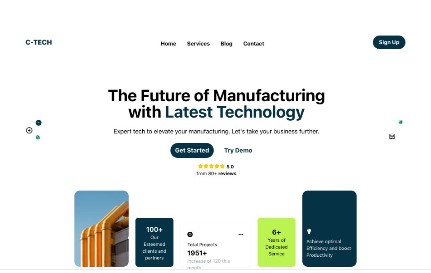 C-TECH
Home Services Blog Contact
Sign Up
The Future of Manufacturing
with Latest Technology
Expert tech to elevate your manufacturing. Let's take your business further.
Get Started Try Demo
5.0
from 80+ reviews
100+
Our
Esteemed
clients and
partners
Total Projects
1951+
Increase of 120 this
month
6+
Years of
Dedicated
Service
Achieve optimal
Efficiency and boost
Productivity